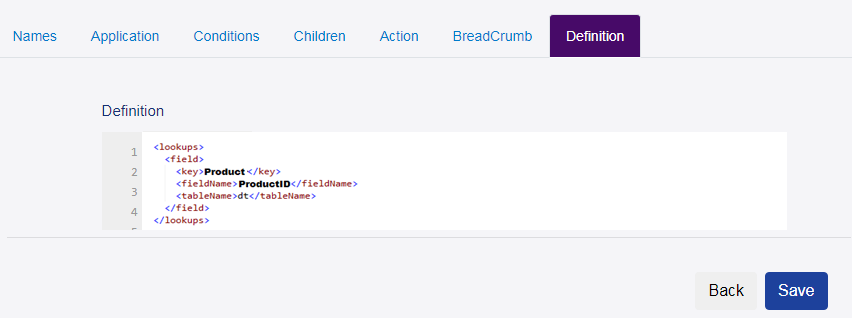 Names Application Conditions Children Action BreadCrumb Definition
Definition
1 <lookups>
<field>
2 <key>Product</key>
<fieldName>ProductID</fieldName>
3 <tableName>dt</tableName>
4 </field>
</lookups>
Back Save